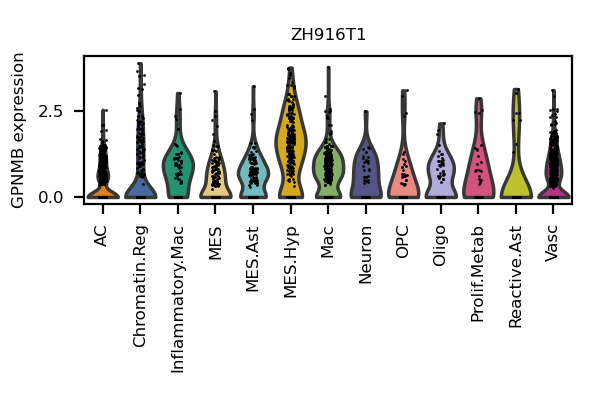 ZH916T1
GPNMB expression
2.5
0.0
AC
Chromatin.Reg
Inflammatory.Mac
MES
MES.Ast
MES.Hyp
Mac
Neuron
OPC
Oligo
Prolif.Metab
Reactive.Ast
Vasc